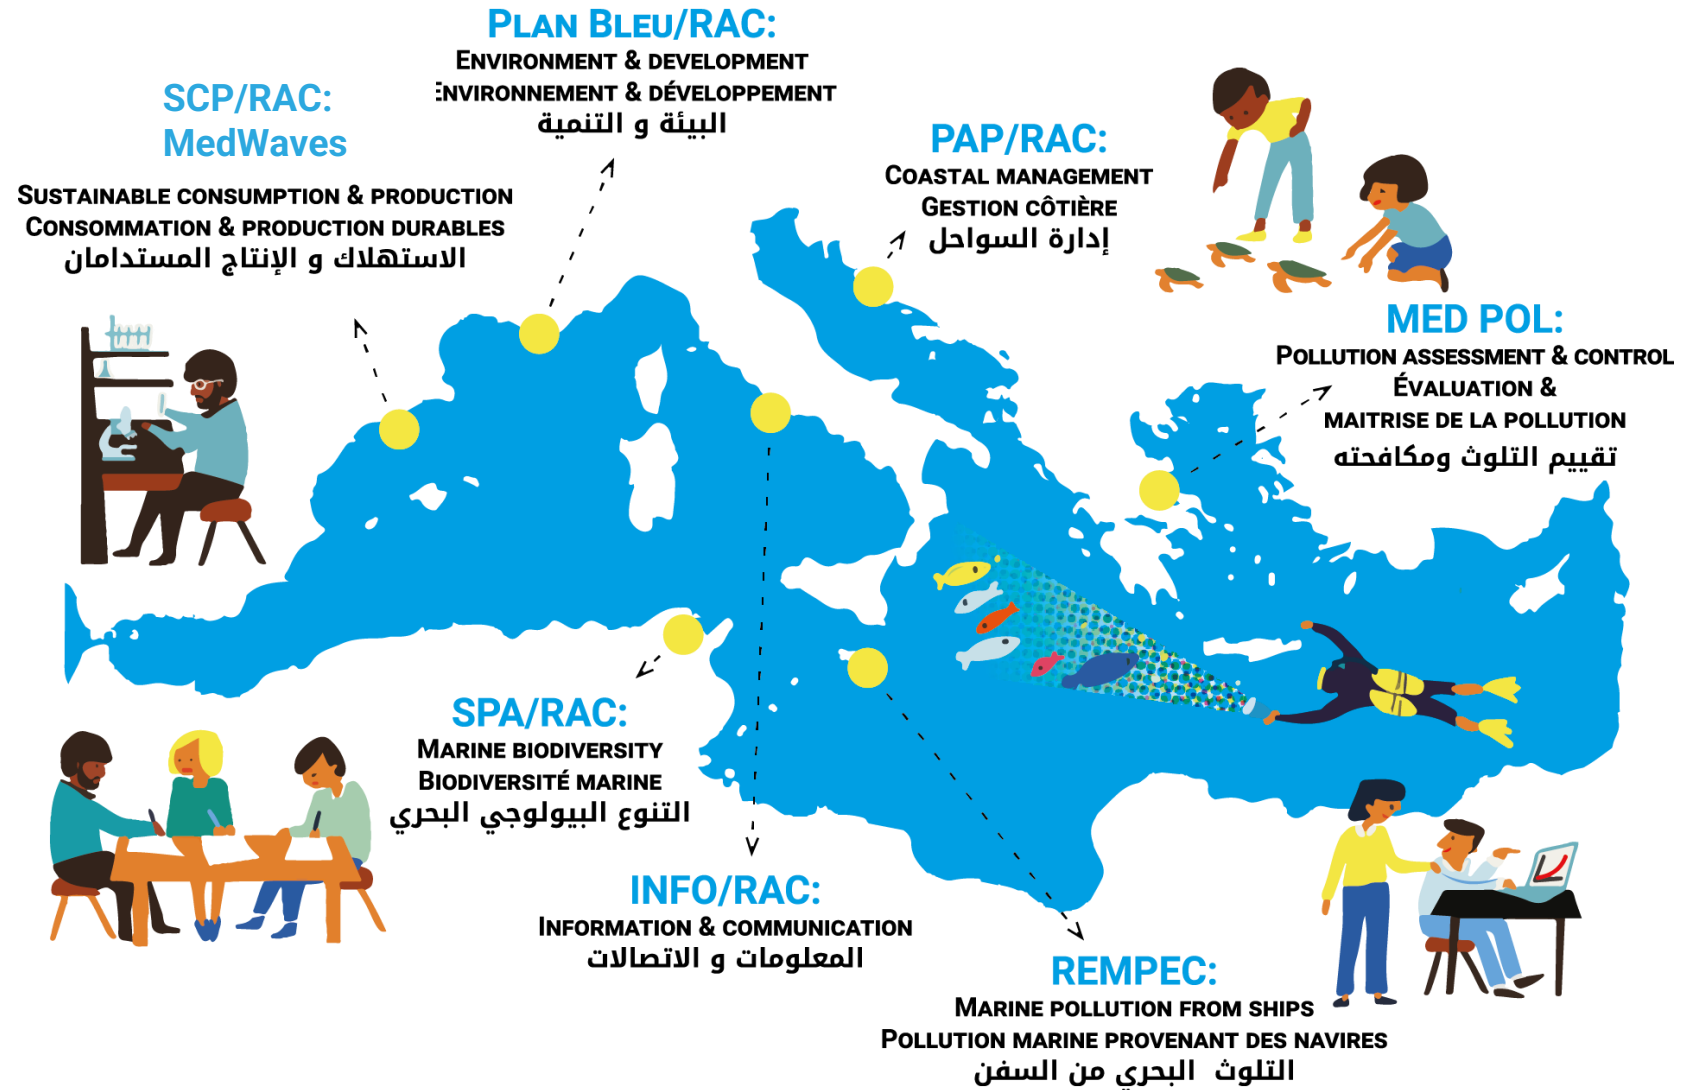 PLAN BLEU/RAC:
ENVIRONMENT & DEVELOPMENT
ENVIRONNEMENT & DÉVELOPPEMENT
البيئة و التنمية
SCP/RAC:
MedWaves
SUSTAINABLE CONSUMPTION & PRODUCTION
CONSOMMATION & PRODUCTION DURABLES
الاستهلاك و الإنتاج المستدامان
PAP/RAC:
COASTAL MANAGEMENT
GESTION CÔTIÈRE
إدارة السواحل
MED POL:
POLLUTION ASSESSMENT & CONTROL
ÉVALUATION &
MAITRISE DE LA POLLUTION
تقييم التلوث ومكافحته
SPA/RAC:
MARINE BIODIVERSITY
BIODIVERSITÉ MARINE
التنوع البيولوجي البحري
INFO/RAC:
INFORMATION & COMMUNICATION
المعلومات و الاتصالات
REMPEC:
MARINE POLLUTION FROM SHIPS
POLLUTION MARINE PROVENANT DES NAVIRES
التلوث البحري من السفن